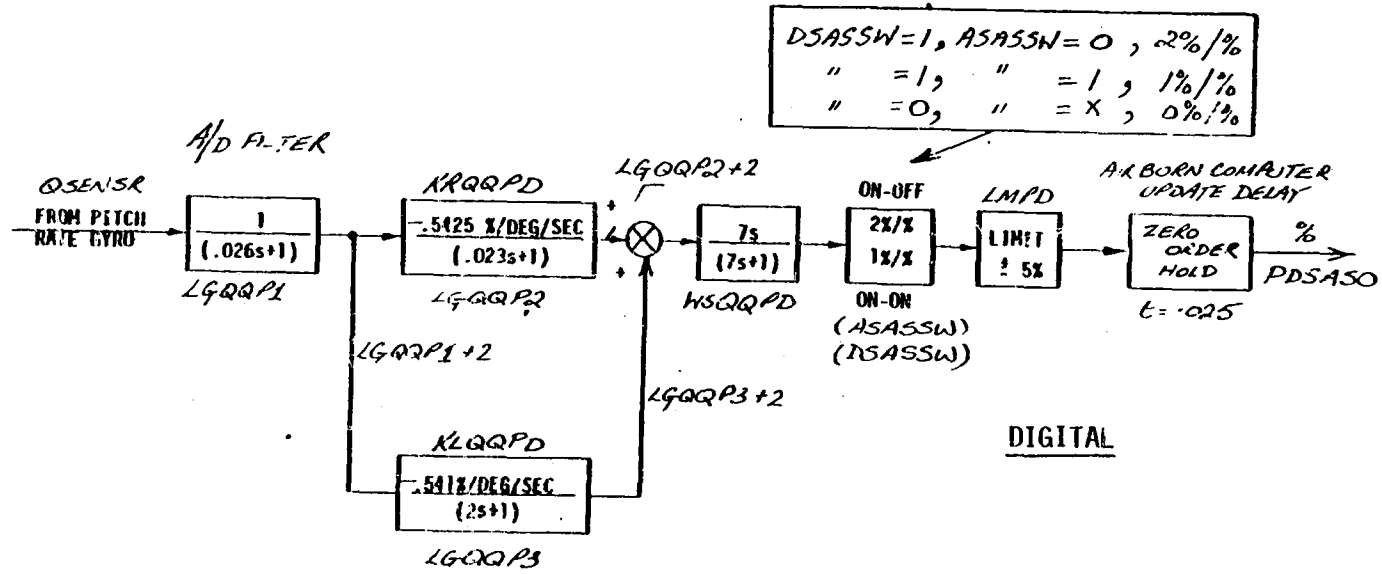 DSASSW=1, ASASSW=0, 2%/%
" =1, " =1, 1%/%
" =0, " =X, 0%/%
A/D FILTER
QSENSR
FROM PITCH
RATE GYRO
1
(.026s+1)
LGQQP1
KRQQPD
-.5425 %/DEG/SEC
(.023s+1)
LGQQP2
LGQQP2+2
+
+
7s
(7s+1)
WSQQPD
ON-OFF
2%/%
1%/%
ON-ON
(ASASSW)
(DSASSW)
LMPD
LIMIT
± 5%
AIRBURN COMPUTER
UPDATE DELAY
ZERO
ORDER
HOLD
t=.025
%
PDSASO
LGQQP1+2
LGQQP3+2
KLQQPD
-.541%/DEG/SEC
(2s+1)
LGQQP3
DIGITAL